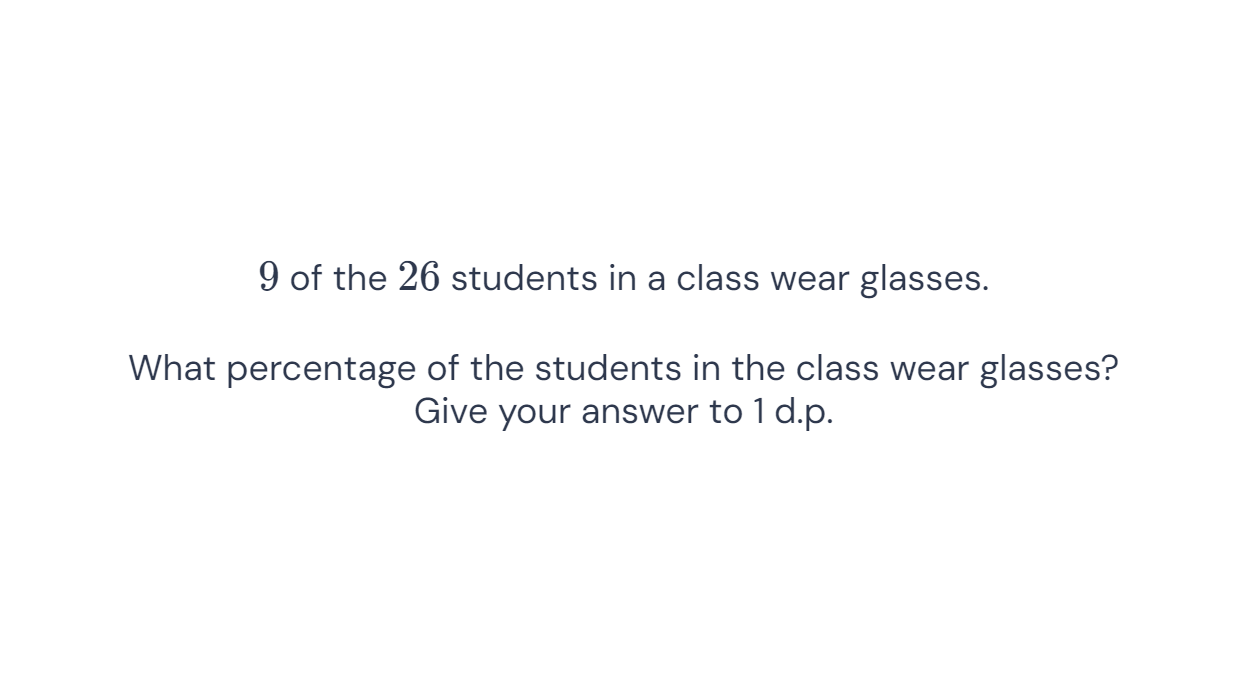 9 of the 26 students in a class wear glasses.
What percentage of the students in the class wear glasses?
Give your answer to 1 d.p.